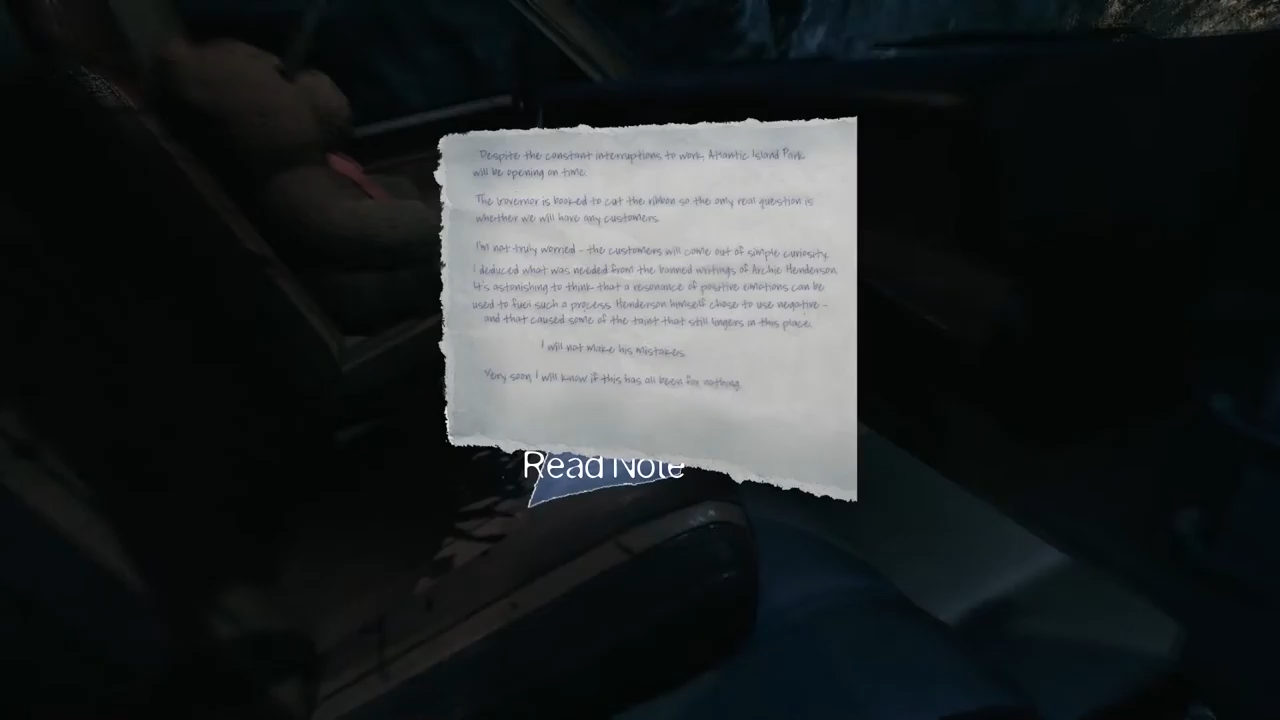 Despite the constant interruptions to work, Atlantic Island Park
will be opening on time.
The Governor is booked to cut the ribbon so the only real question is
whether we will have any customers.
I'm not truly worried - the customers will come out of simple curiosity.
I deduced what was needed from the banned writings of Archie Henderson.
It's astonishing to think that a resonance of positive emotions can be
used to fuel such a process. Henderson himself chose to use negative -
and that caused some of the taint that still lingers on this place.
I will not make his mistakes.
Very soon, I will know if this has all been for nothing.
Read Note